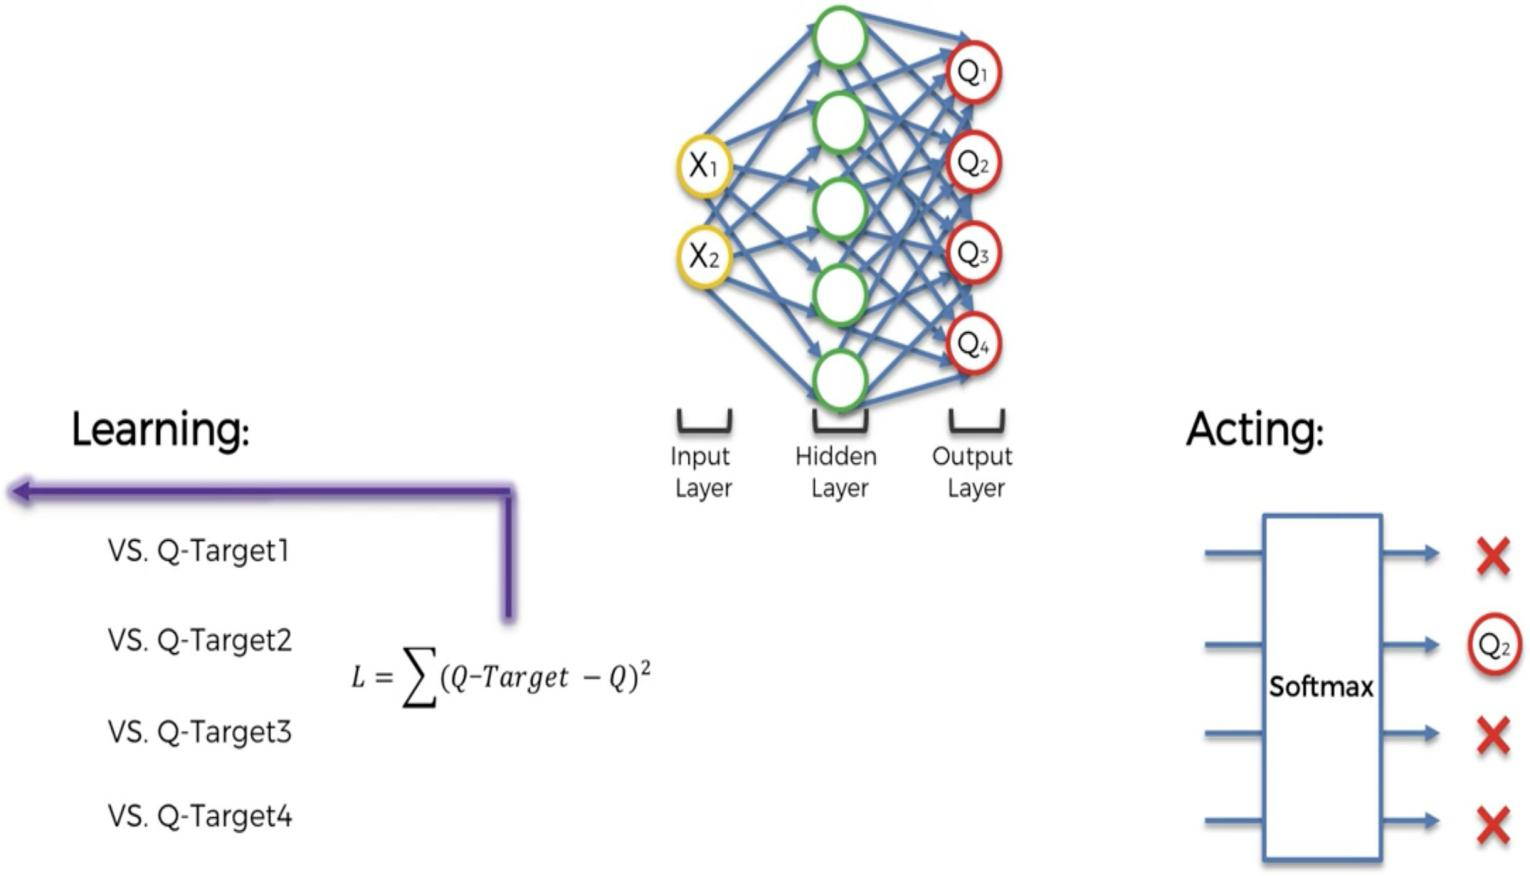 X1
X2
Q1
Q2
Q3
Q4
Input
Layer
Hidden
Layer
Output
Layer
Learning:
VS. Q-Target1
VS. Q-Target2
VS. Q-Target3
VS. Q-Target4
L = ∑(Q-Target - Q)²
Acting:
Softmax
Q2